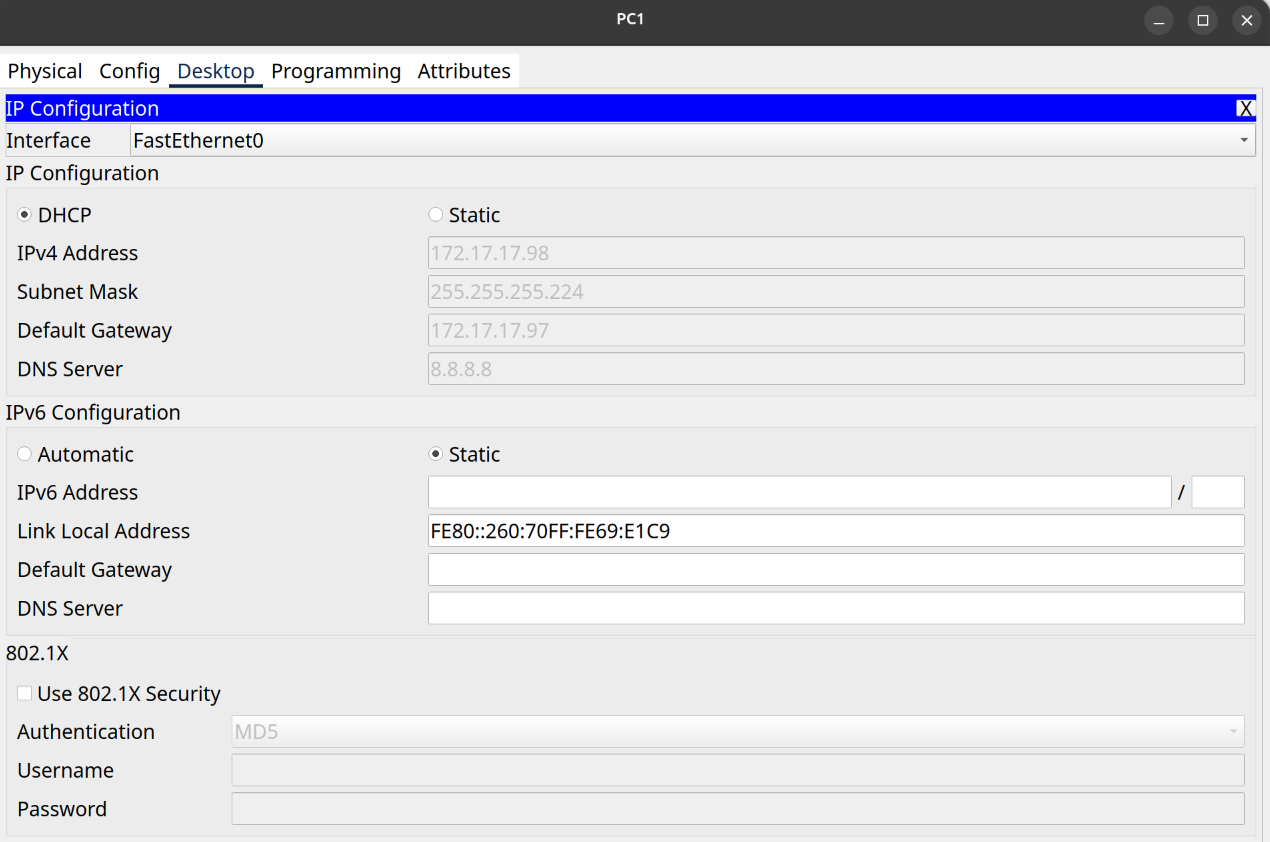 PC1
Physical Config Desktop Programming Attributes
IP Configuration X
Interface FastEthernet0
IP Configuration
DHCP Static
IPv4 Address 172.17.17.98
Subnet Mask 255.255.255.224
Default Gateway 172.17.17.97
DNS Server 8.8.8.8
IPv6 Configuration
Automatic Static
IPv6 Address /
Link Local Address FE80::260:70FF:FE69:E1C9
Default Gateway
DNS Server
802.1X
Use 802.1X Security
Authentication MD5
Username
Password